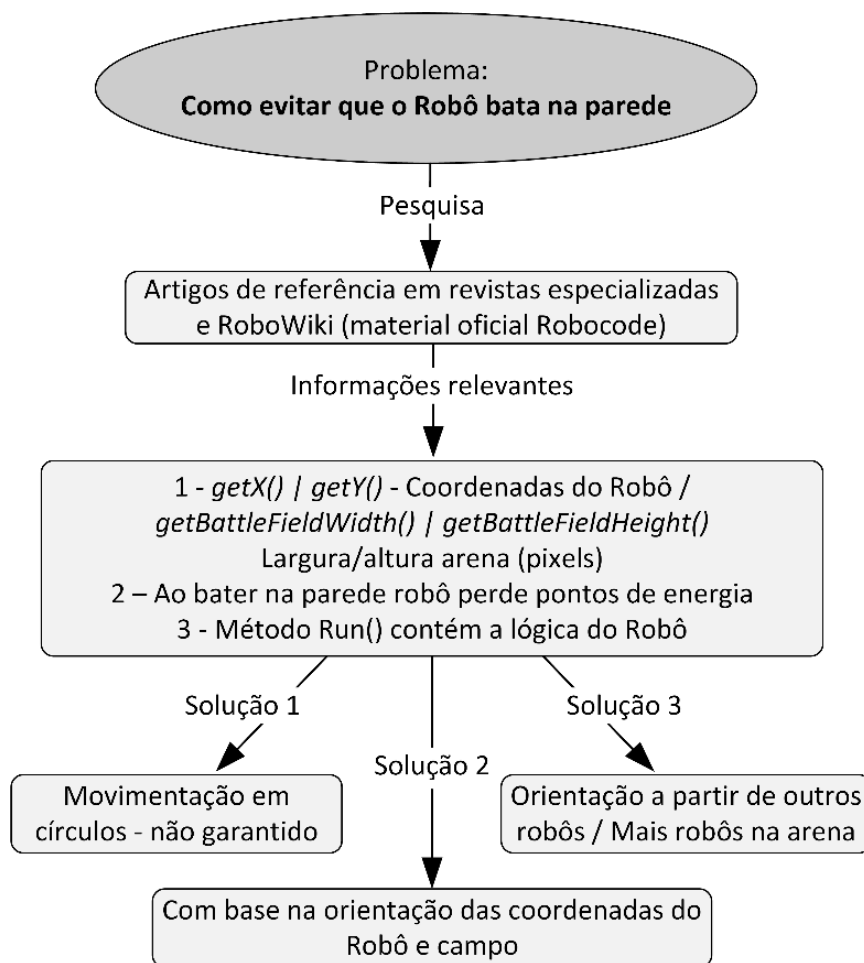 Problema:
Como evitar que o Robô bata na parede
Pesquisa
Artigos de referência em revistas especializadas
e RoboWiki (material oficial Robocode)
Informações relevantes
1 - getX() | getY() - Coordenadas do Robô /
getBattleFieldWidth() | getBattleFieldHeight()
Largura/altura arena (pixels)
2 – Ao bater na parede robô perde pontos de energia
3 - Método Run() contém a lógica do Robô
Solução 1
Solução 2
Solução 3
Movimentação em
círculos - não garantido
Orientação a partir de outros
robôs / Mais robôs na arena
Com base na orientação das coordenadas do
Robô e campo